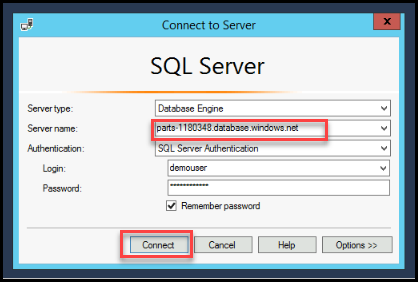 Connect to Server
x
SQL Server
Server type: Database Engine
Server name: parts-1180348.database.windows.net
Authentication: SQL Server Authentication
Login: demouser
Password: ************
Remember password
Connect Cancel Help Options >>